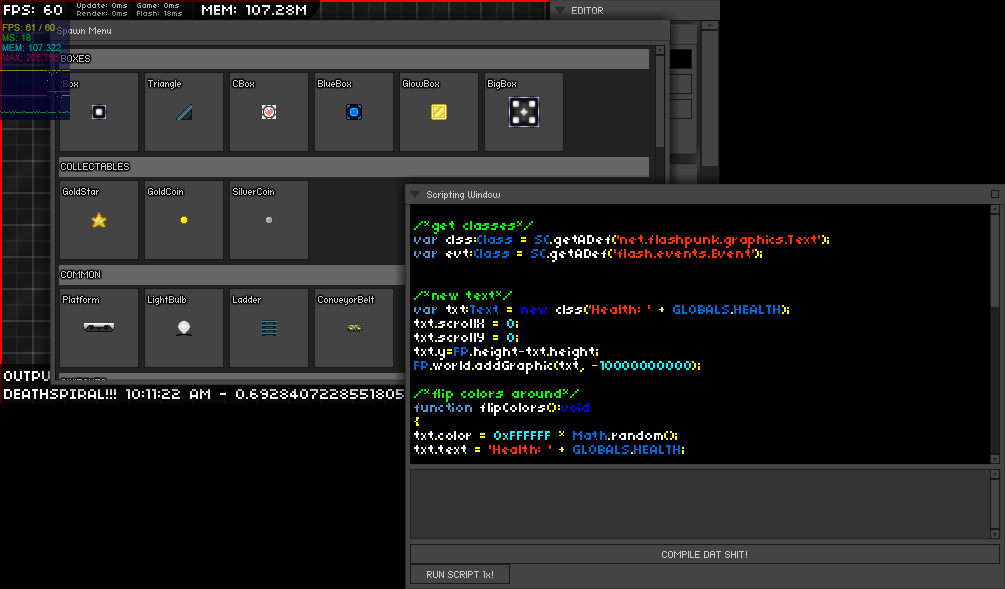 FPS: 60
Update: 0ms Game: 0ms
Render: 0ms Flash: 18ms
MEM: 107.28M
EDITOR
FPS: 61 / 60
MS: 18
MEM: 107.322
Spawn Menu
BOXES
Box Triangle CBox BlueBox GlowBox BigBox
COLLECTABLES
GoldStar GoldCoin SilverCoin
COMMON
Platform LightBulb Ladder ConveyorBelt
OUTPU
DEATHSPIRAL!!! 10:11:22 AM - 0.6928407228551805
Scripting Window
/*get classes*/
var clss:Class = SC.getADef('net.flashpunk.graphics.Text');
var evt:Class = SC.getADef('flash.events.Event');
/*new text*/
var txt:Text = new clss('Health: ' + GLOBALS.HEALTH);
txt.scrollX = 0;
txt.scrollY = 0;
txt.y=FP.height-txt.height;
FP.world.addGraphic(txt, -10000000000);
/*flip colors around*/
function flipColors():void
{
txt.color = 0xFFFFFF * Math.random();
txt.text = 'Health: ' + GLOBALS.HEALTH;
COMPILE DAT SHIT!
RUN SCRIPT 1x!